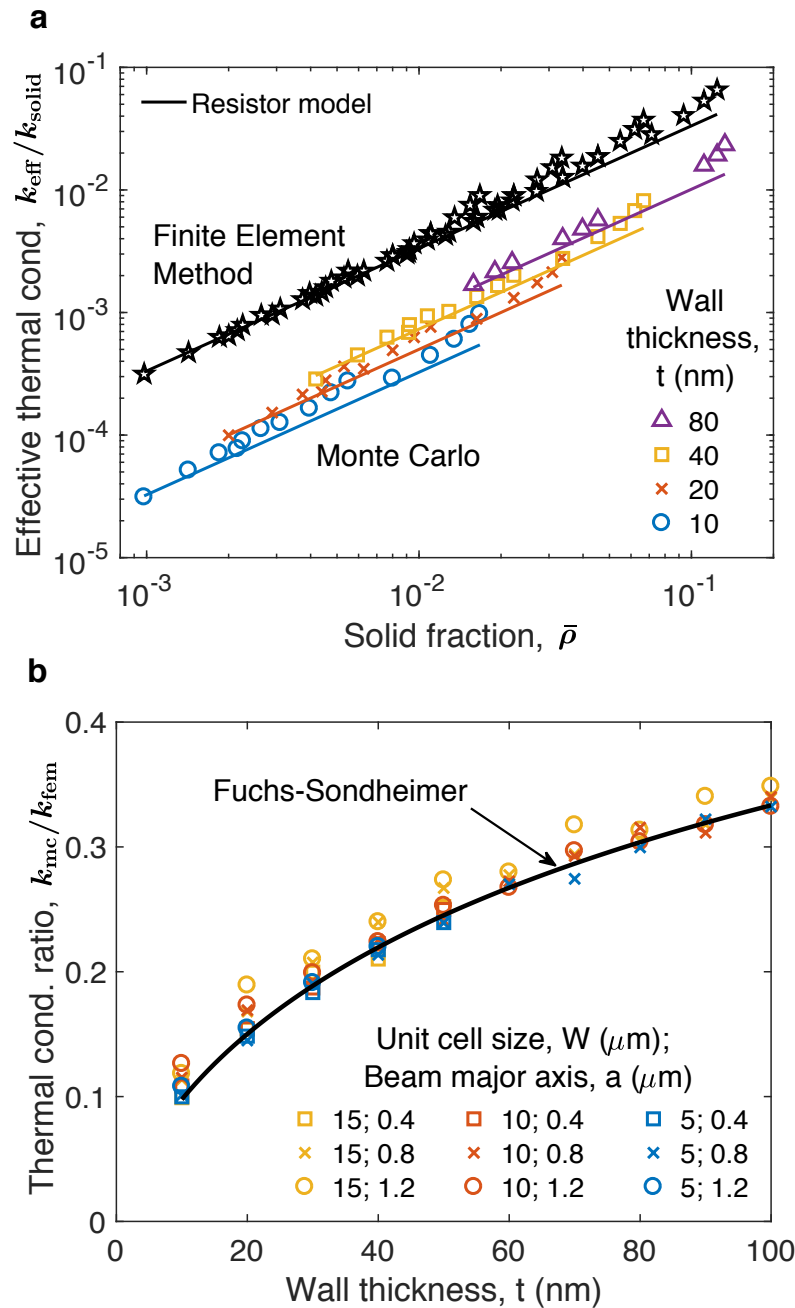 a
10⁻¹
10⁻²
10⁻³
10⁻⁴
10⁻⁵
Effective thermal cond, k_eff/k_solid
Resistor model
Finite Element
Method
Monte Carlo
Wall
thickness,
t (nm)
80
40
20
10
10⁻³
10⁻²
10⁻¹
Solid fraction, ρ̄
b
0.4
0.3
0.2
0.1
0
Thermal cond. ratio, k_mc/k_fem
Fuchs-Sondheimer
Unit cell size, W (μm);
Beam major axis, a (μm)
15; 0.4 10; 0.4 5; 0.4
15; 0.8 10; 0.8 5; 0.8
15; 1.2 10; 1.2 5; 1.2
0 20 40 60 80 100
Wall thickness, t (nm)